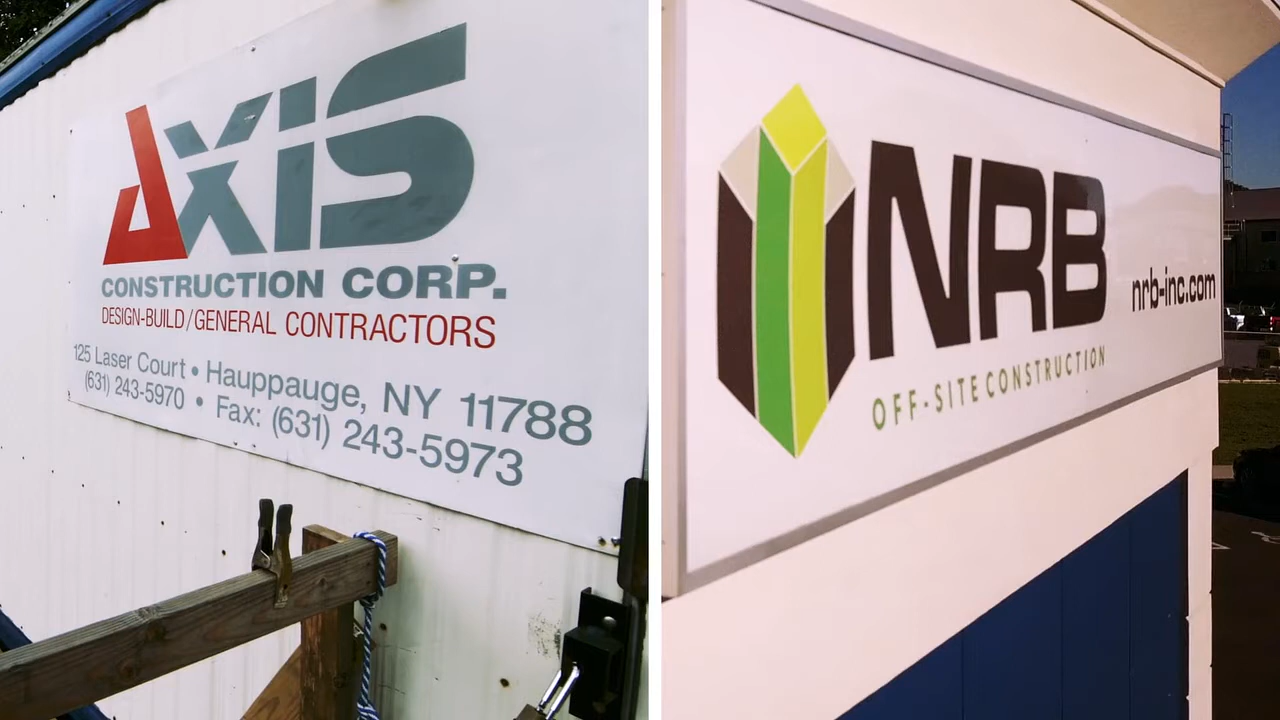 AXIS
CONSTRUCTION CORP.
DESIGN-BUILD/GENERAL CONTRACTORS
125 Laser Court • Hauppauge, NY 11788
(631) 243-5970 • Fax: (631) 243-5973
NRB
OFF-SITE CONSTRUCTION
nrb-inc.com